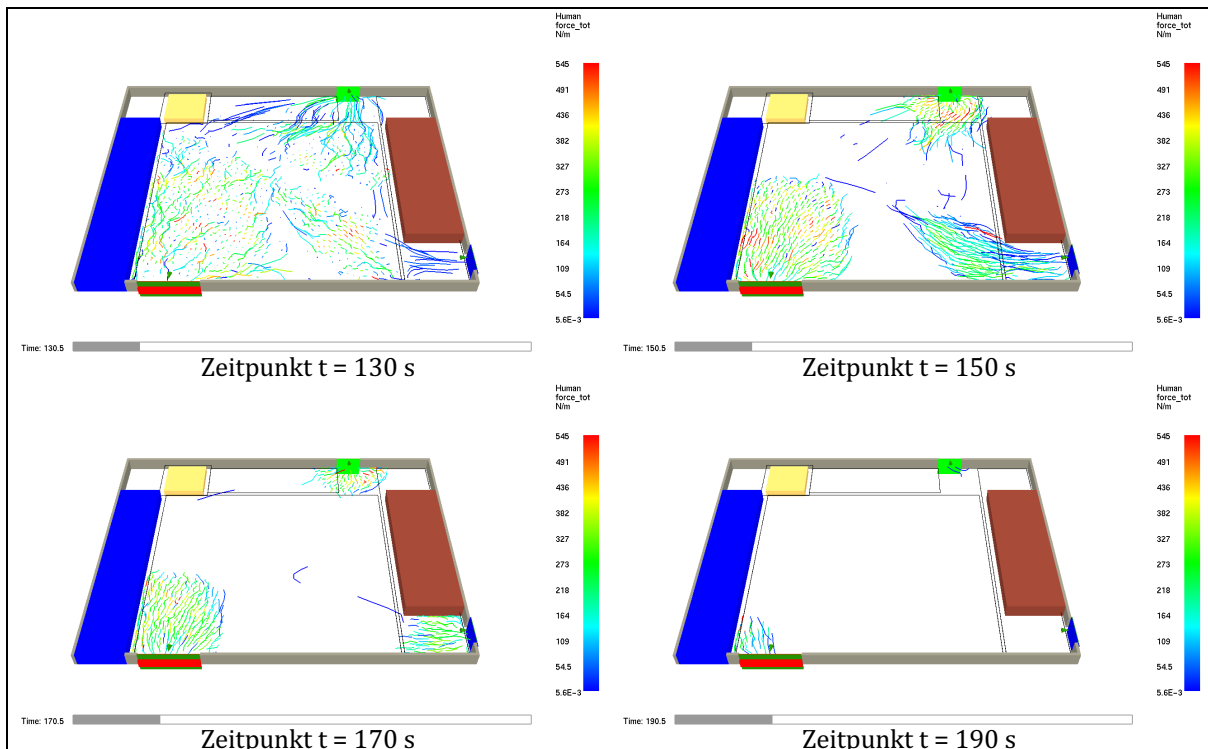 Human
force_tot
N/m
545
491
436
382
327
273
218
164
109
54.5
5.6E-3
Time: 130.5
Zeitpunkt t = 130 s
Human
force_tot
N/m
545
491
436
382
327
273
218
164
109
54.5
5.6E-3
Time: 150.5
Zeitpunkt t = 150 s
Human
force_tot
N/m
545
491
436
382
327
273
218
164
109
54.5
5.6E-3
Time: 170.5
Zeitpunkt t = 170 s
Human
force_tot
N/m
545
491
436
382
327
273
218
164
109
54.5
5.6E-3
Time: 190.5
Zeitpunkt t = 190 s